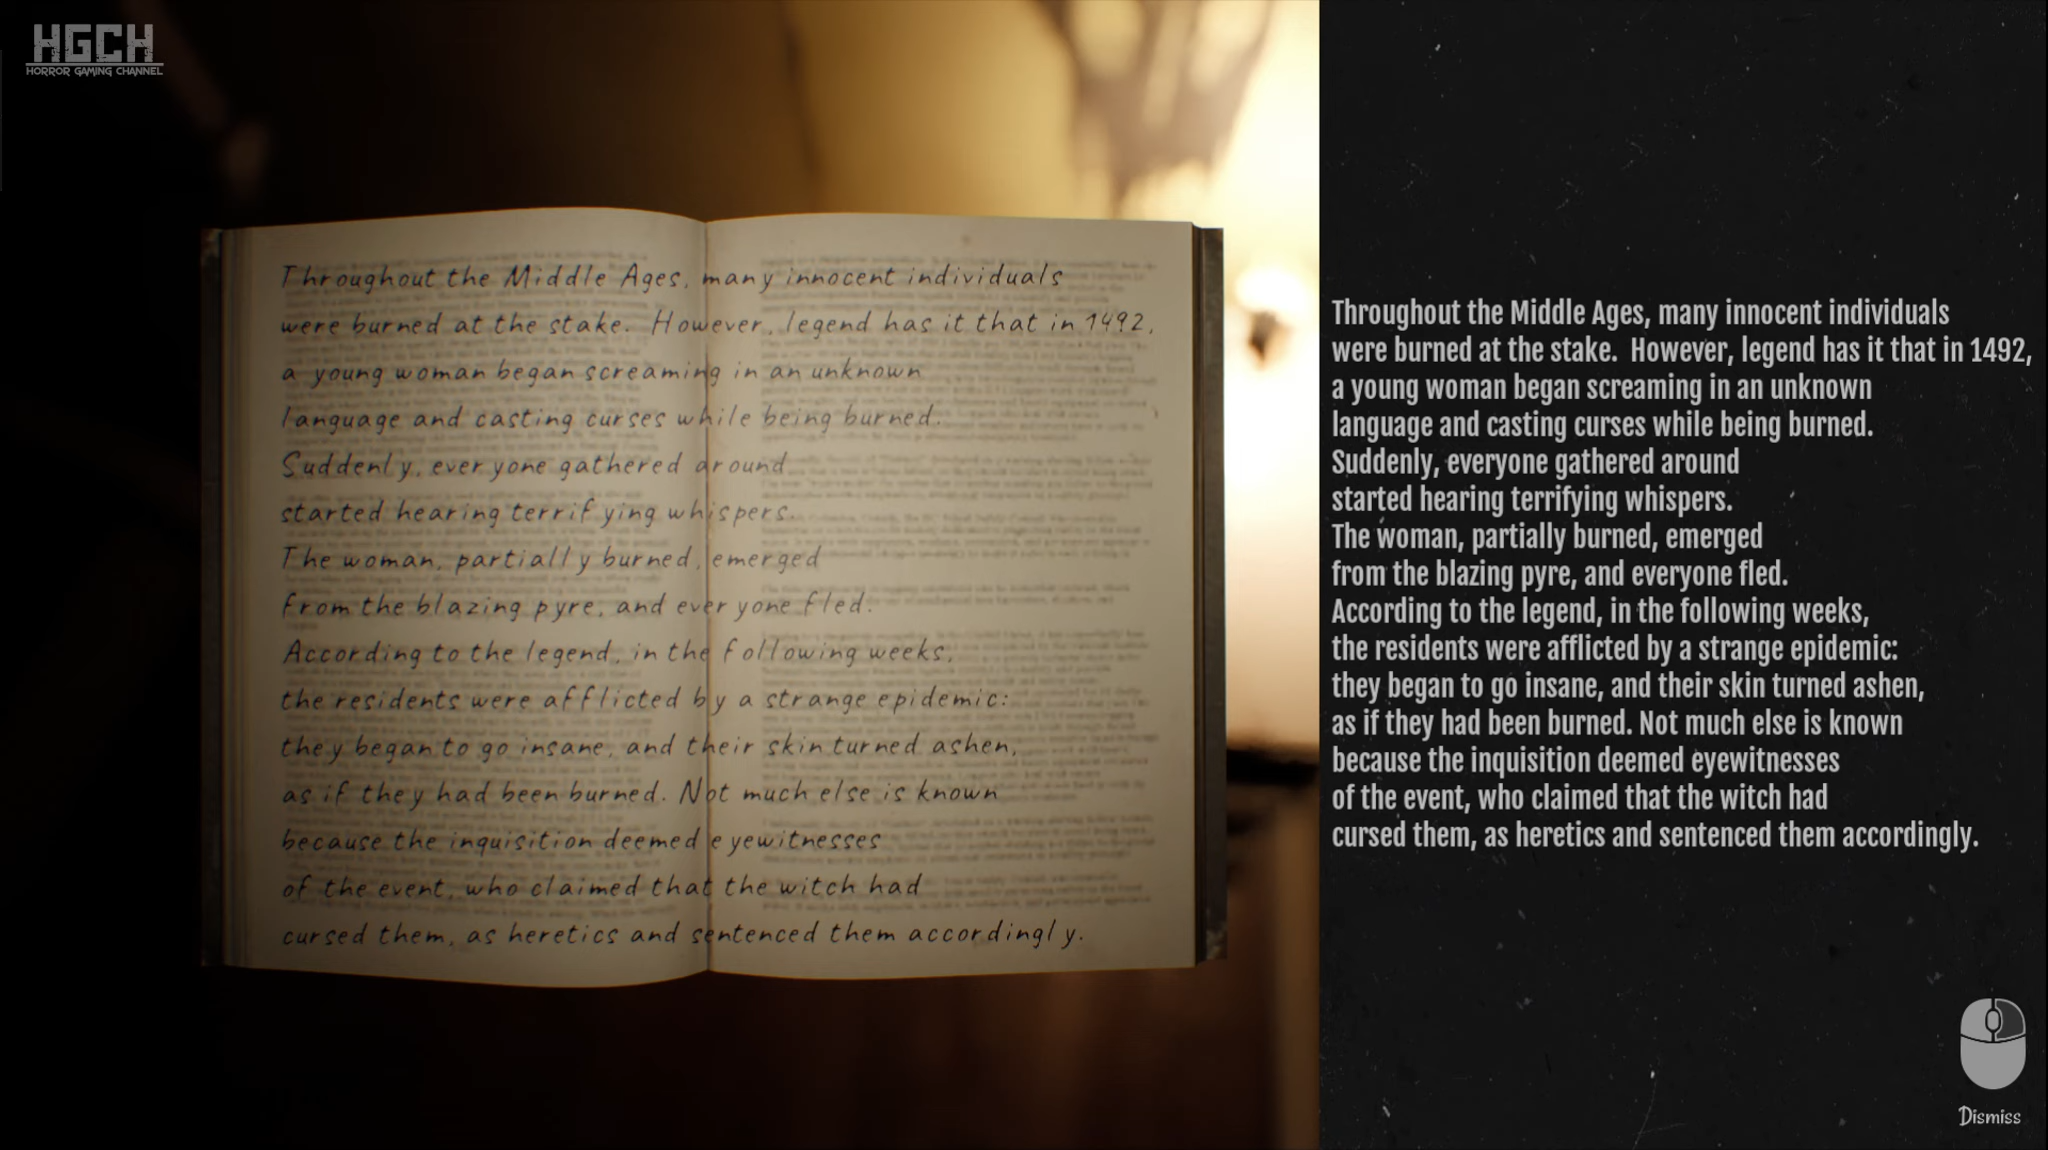 HGCH
HORROR GAMING CHANNEL
Throughout the Middle Ages, many innocent individuals
were burned at the stake.  However, legend has it that in 1492,
a young woman began screaming in an unknown
language and casting curses while being burned.
Suddenly, everyone gathered around
started hearing terrifying whispers.
The woman, partially burned, emerged
from the blazing pyre, and everyone fled.
According to the legend, in the following weeks,
the residents were afflicted by a strange epidemic:
they began to go insane, and their skin turned ashen,
as if they had been burned. Not much else is known
because the inquisition deemed eyewitnesses
of the event, who claimed that the witch had
cursed them, as heretics and sentenced them accordingly.
Throughout the Middle Ages, many innocent individuals
were burned at the stake.  However, legend has it that in 1492,
a young woman began screaming in an unknown
language and casting curses while being burned.
Suddenly, everyone gathered around
started hearing terrifying whispers.
The woman, partially burned, emerged
from the blazing pyre, and everyone fled.
According to the legend, in the following weeks,
the residents were afflicted by a strange epidemic:
they began to go insane, and their skin turned ashen,
as if they had been burned. Not much else is known
because the inquisition deemed eyewitnesses
of the event, who claimed that the witch had
cursed them, as heretics and sentenced them accordingly.
Dismiss